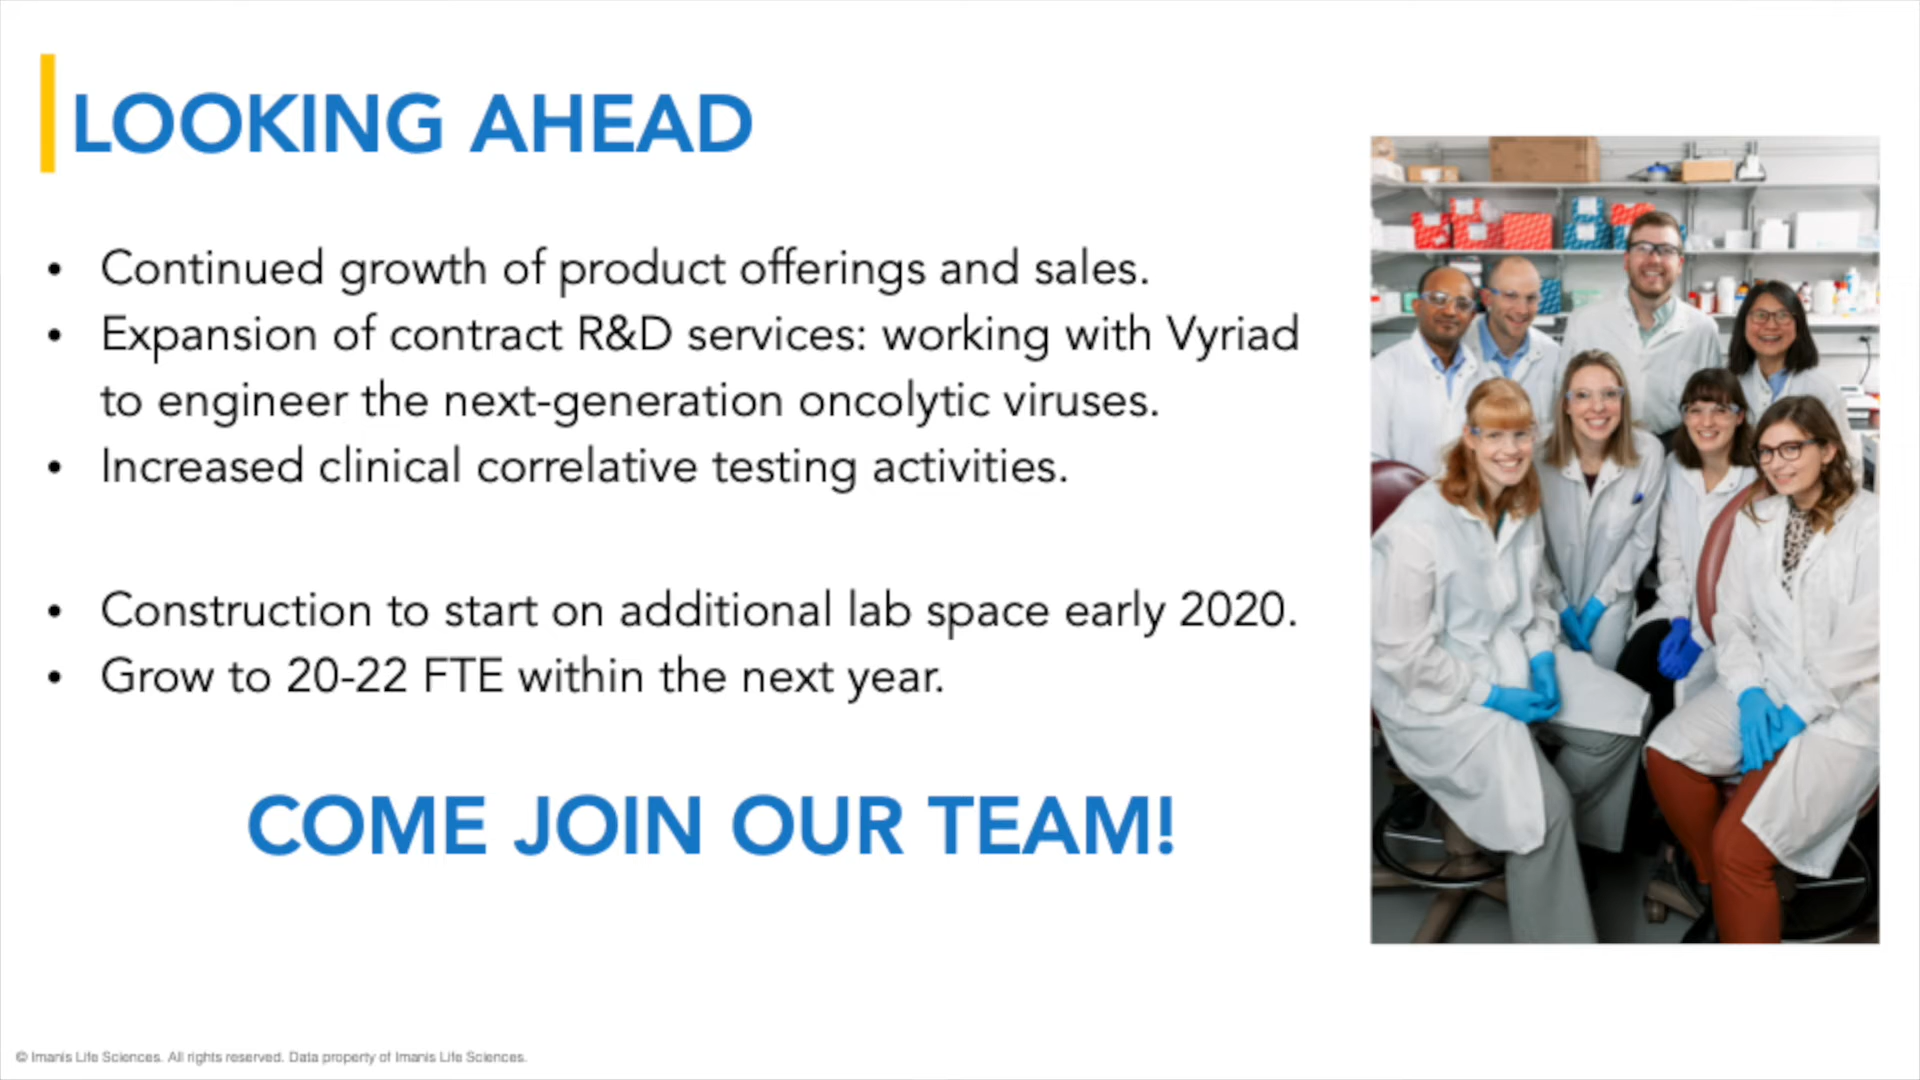 LOOKING AHEAD
• Continued growth of product offerings and sales.
• Expansion of contract R&D services: working with Vyriad
to engineer the next-generation oncolytic viruses.
• Increased clinical correlative testing activities.
• Construction to start on additional lab space early 2020.
• Grow to 20-22 FTE within the next year.
COME JOIN OUR TEAM!
© Imanis Life Sciences. All rights reserved. Data property of Imanis Life Sciences.